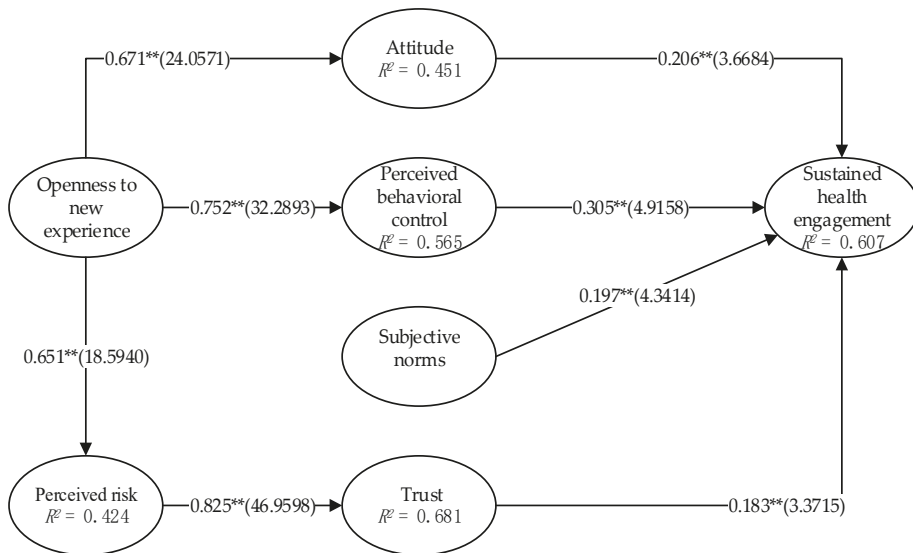 Attitude
R² = 0.451
0.671**(24.0571)
0.206**(3.6684)
Openness to
new
experience
0.752**(32.2893)
Perceived
behavioral
control
R² = 0.565
0.305**(4.9158)
Sustained
health
engagement
R² = 0.607
0.197**(4.3414)
Subjective
norms
0.651**(18.5940)
Perceived risk
R² = 0.424
0.825**(46.9598)
Trust
R² = 0.681
0.183**(3.3715)